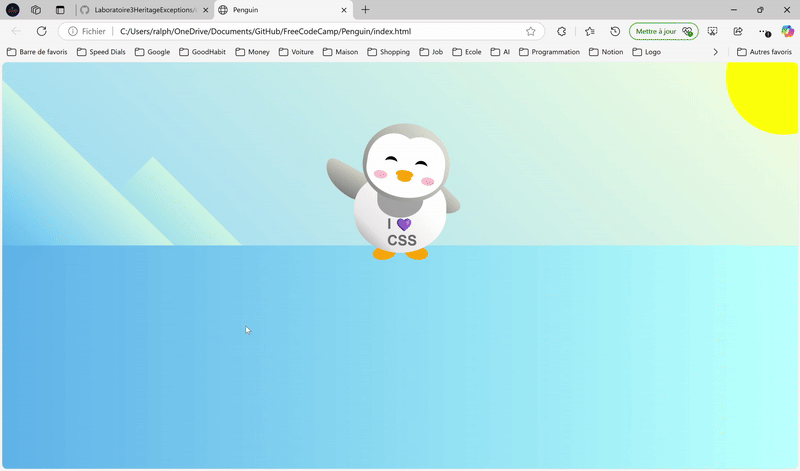 Laboratoire3HeritageExceptions/
Penguin
Fichier
C:/Users/ralph/OneDrive/Documents/GitHub/FreeCodeCamp/Penguin/index.html
Mettre à jour
Barre de favoris
Speed Dials
Google
GoodHabit
Money
Voiture
Maison
Shopping
Job
Ecole
AI
Programmation
Notion
Logo
Autres favoris
I 💜
CSS